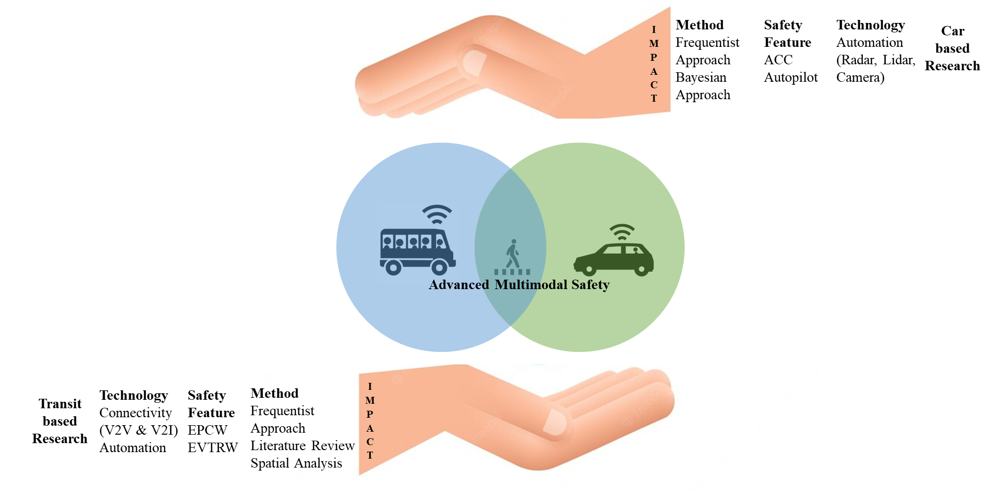 I
M
P
A
C
T
Method
Frequentist
Approach
Bayesian
Approach
Safety
Feature
ACC
Autopilot
Technology
Automation
(Radar, Lidar,
Camera)
Car
based
Research
Advanced Multimodal Safety
Transit
based
Research
Technology
Connectivity
(V2V & V2I)
Automation
Safety
Feature
EPCW
EVTRW
Method
Frequentist
Approach
Literature Review
Spatial Analysis
I
M
P
A
C
T